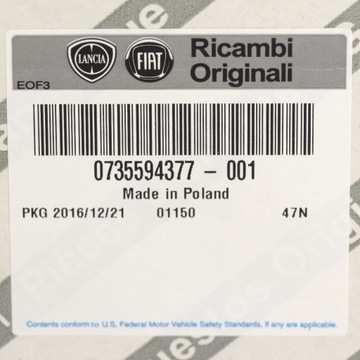 LANCIA FIAT Ricambi
Originali
EOF3
0735594377 - 001
Made in Poland
PKG 2016/12/21 01150 47N
Contents conform to U.S. Federal Motor Vehicle Safety Standards, if any are applicable.